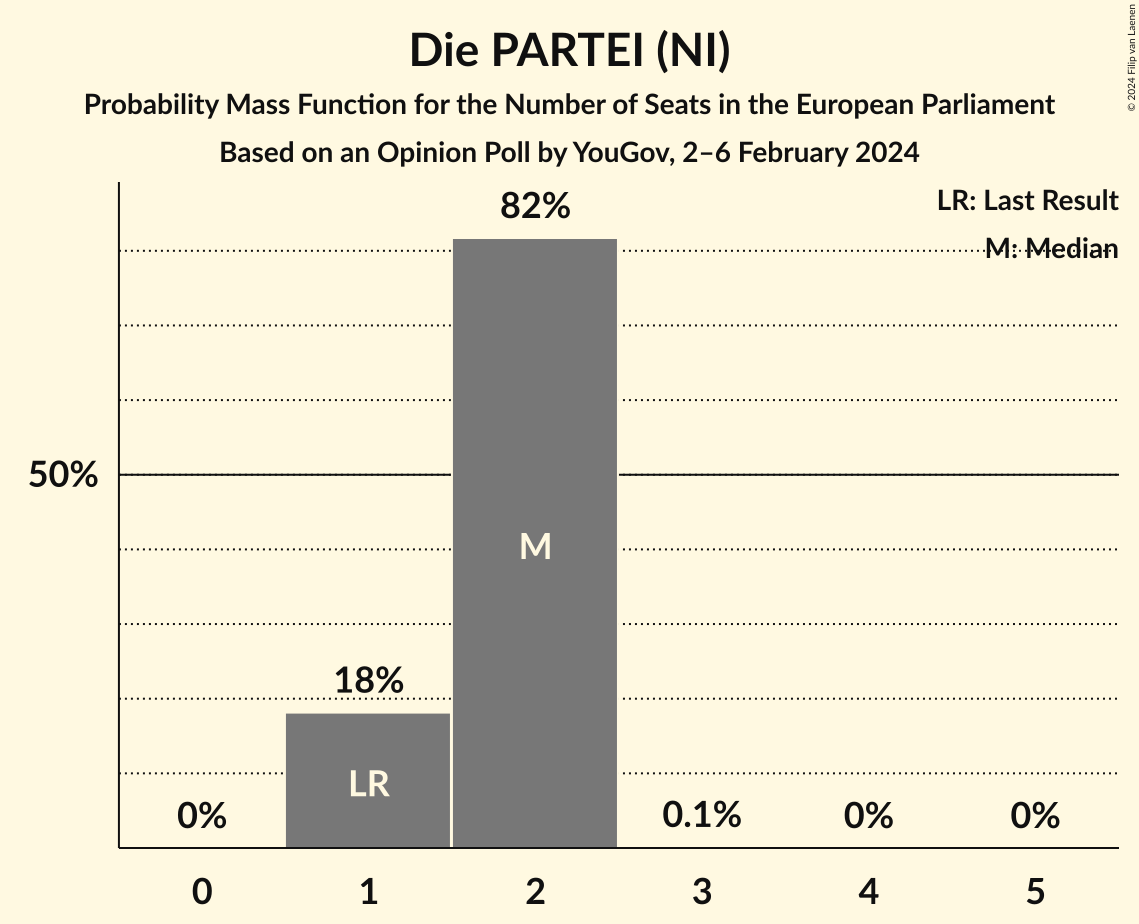 Die PARTEI (NI)
Probability Mass Function for the Number of Seats in the European Parliament
Based on an Opinion Poll by YouGov, 2–6 February 2024
© 2024 Filip van Laenen
LR: Last Result
M: Median
82%
50%
M
18%
LR
0%
0.1%
0%
0%
0
1
2
3
4
5